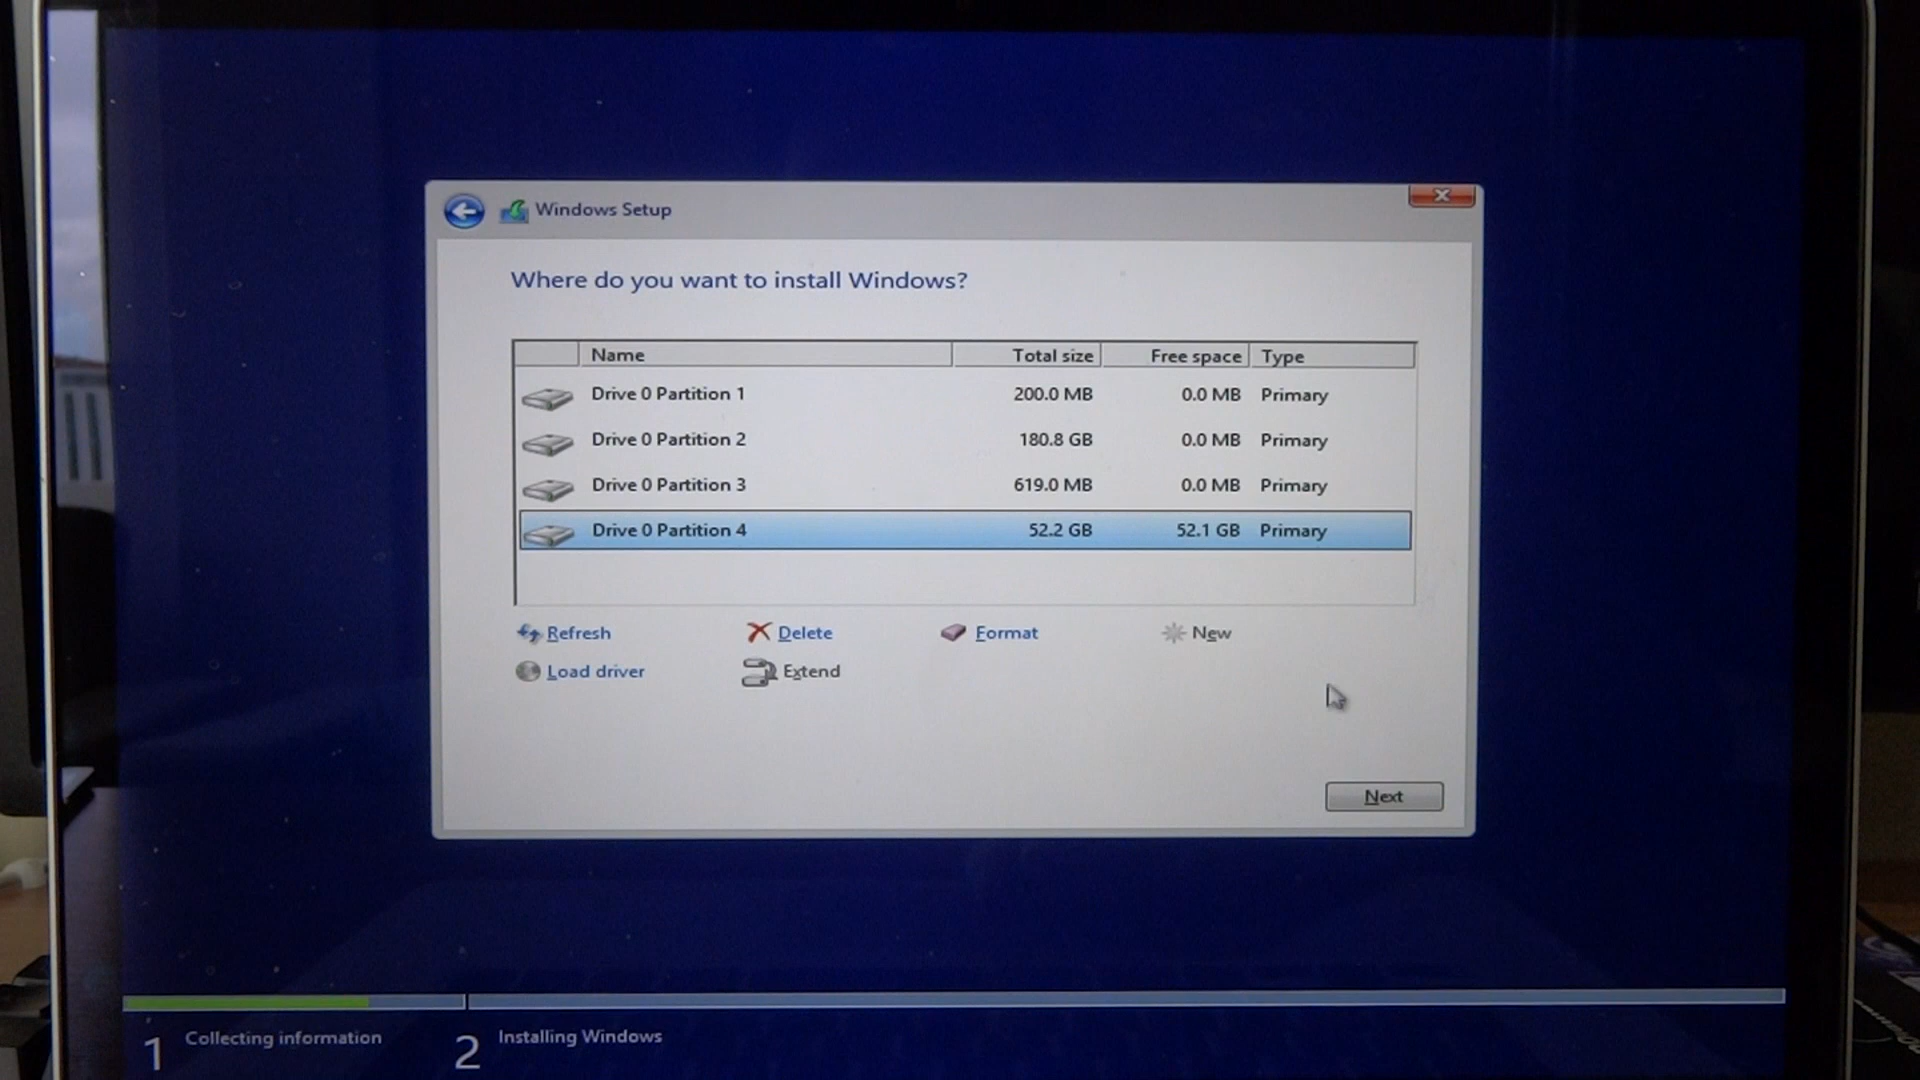 Windows Setup
Where do you want to install Windows?
Name Total size Free space Type
Drive 0 Partition 1 200.0 MB 0.0 MB Primary
Drive 0 Partition 2 180.8 GB 0.0 MB Primary
Drive 0 Partition 3 619.0 MB 0.0 MB Primary
Drive 0 Partition 4 52.2 GB 52.1 GB Primary
Refresh Delete Format New
Load driver Extend
Next
1 Collecting information 2 Installing Windows